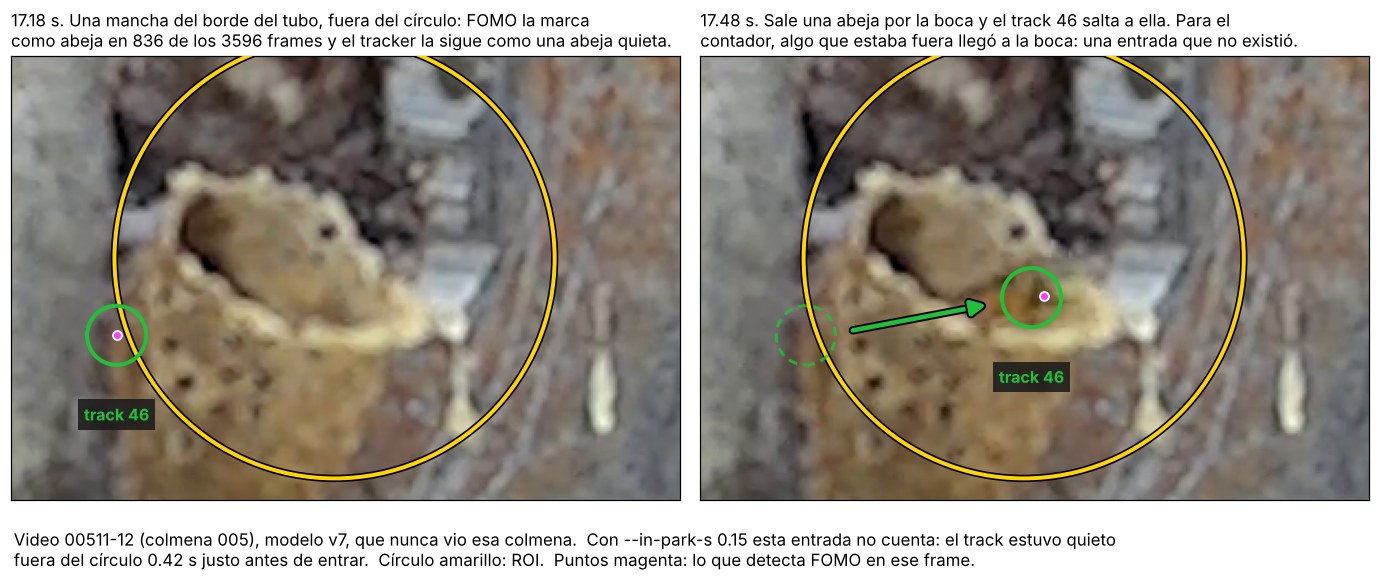 17.18 s. Una mancha del borde del tubo, fuera del círculo: FOMO la marca
como abeja en 836 de los 3596 frames y el tracker la sigue como una abeja quieta.
17.48 s. Sale una abeja por la boca y el track 46 salta a ella. Para el
contador, algo que estaba fuera llegó a la boca: una entrada que no existió.
track 46
track 46
Video 00511-12 (colmena 005), modelo v7, que nunca vio esa colmena.  Con --in-park-s 0.15 esta entrada no cuenta: el track estuvo quieto
fuera del círculo 0.42 s justo antes de entrar.  Círculo amarillo: ROI.  Puntos magenta: lo que detecta FOMO en ese frame.